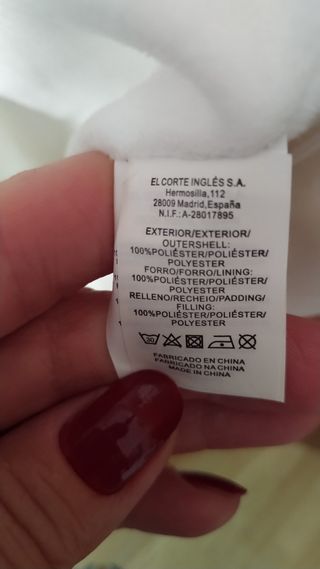 EL CORTE INGLÉS S.A.
Hermosilla,112
28009 Madrid,España
N.I.F.: A-28017895
EXTERIOR/EXTERIOR/
OUTERSHELL:
100%POLIÉSTER/POLIÉSTER/
POLYESTER
FORRO/FORRO/LINING:
100%POLIÉSTER/POLIÉSTER/
POLYESTER
RELLENO/RECHEIO/PADDING/
FILLING:
100%POLIÉSTER/POLIÉSTER/
POLYESTER
30
FABRICADO EN CHINA
FABRICADO NA CHINA
MADE IN CHINA